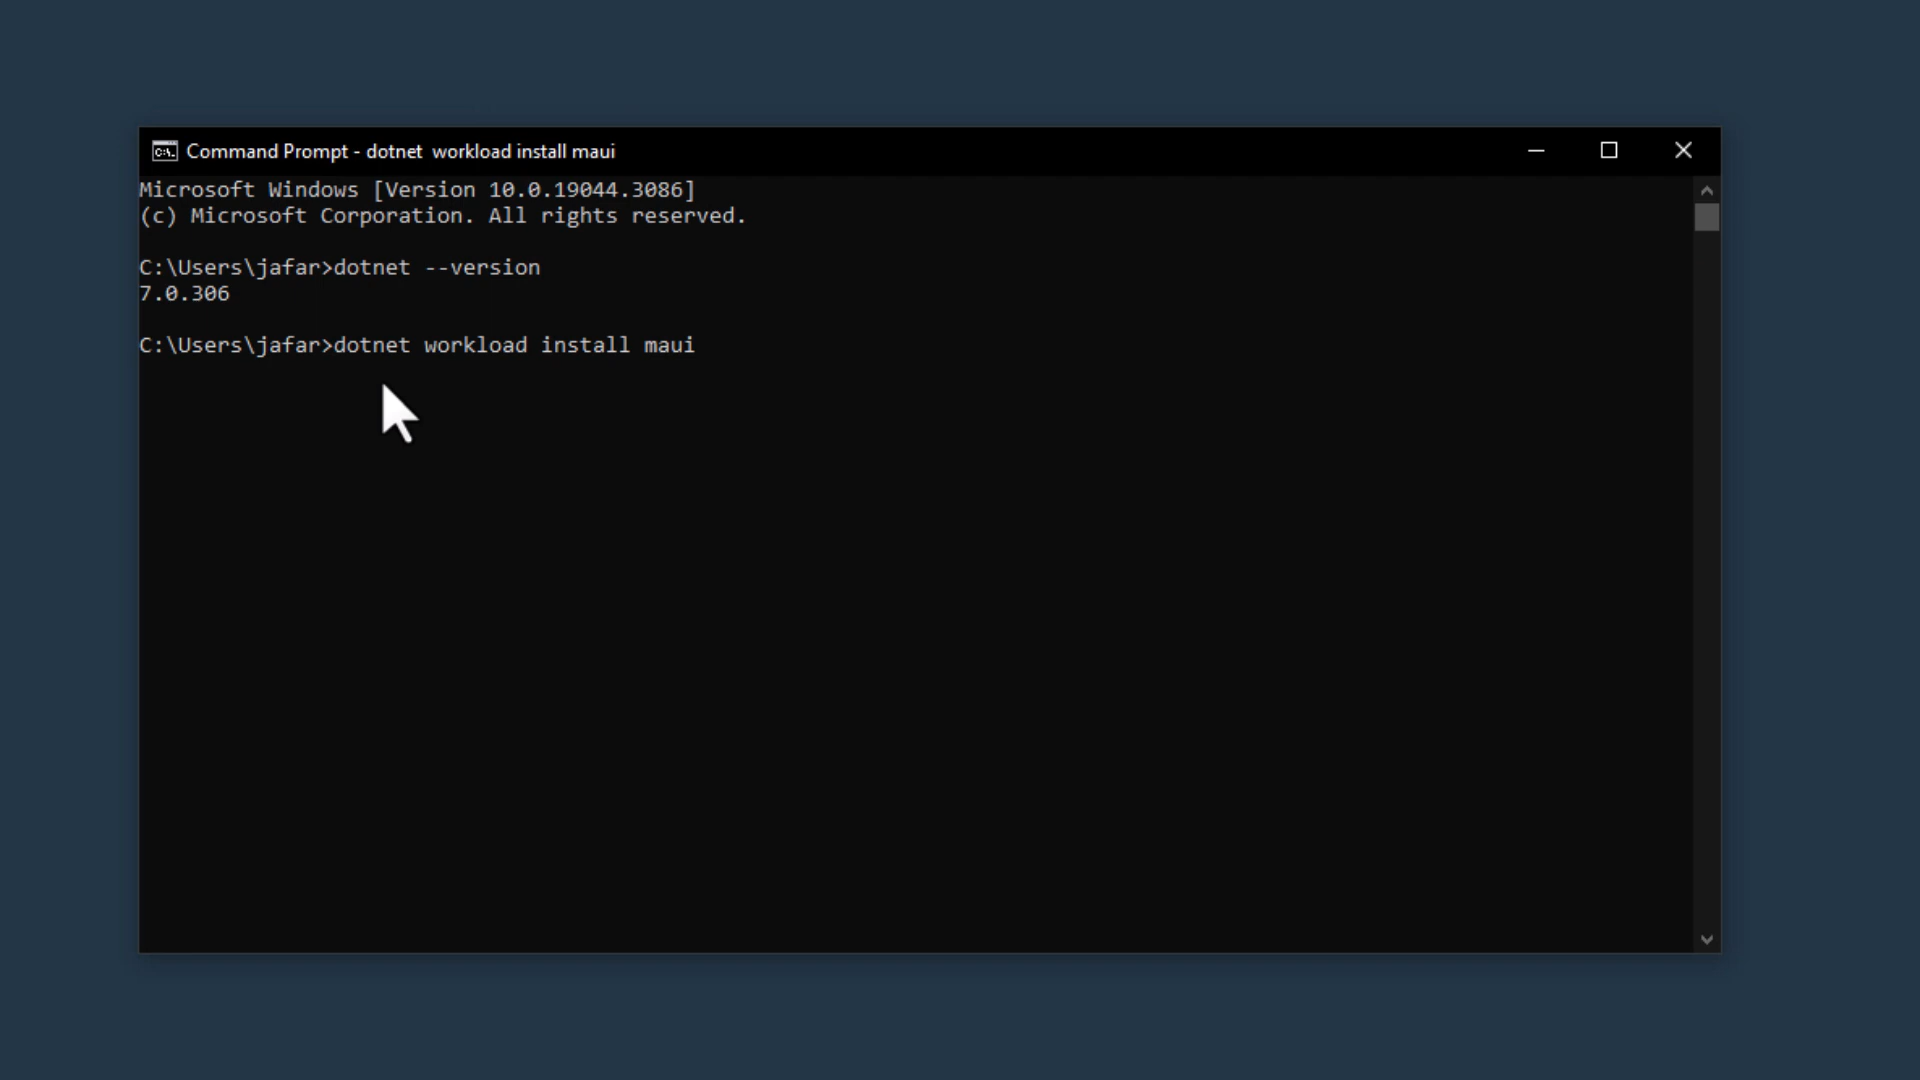 Command Prompt - dotnet  workload install maui
Microsoft Windows [Version 10.0.19044.3086]
(c) Microsoft Corporation. All rights reserved.
C:\Users\jafar>dotnet --version
7.0.306
C:\Users\jafar>dotnet workload install maui